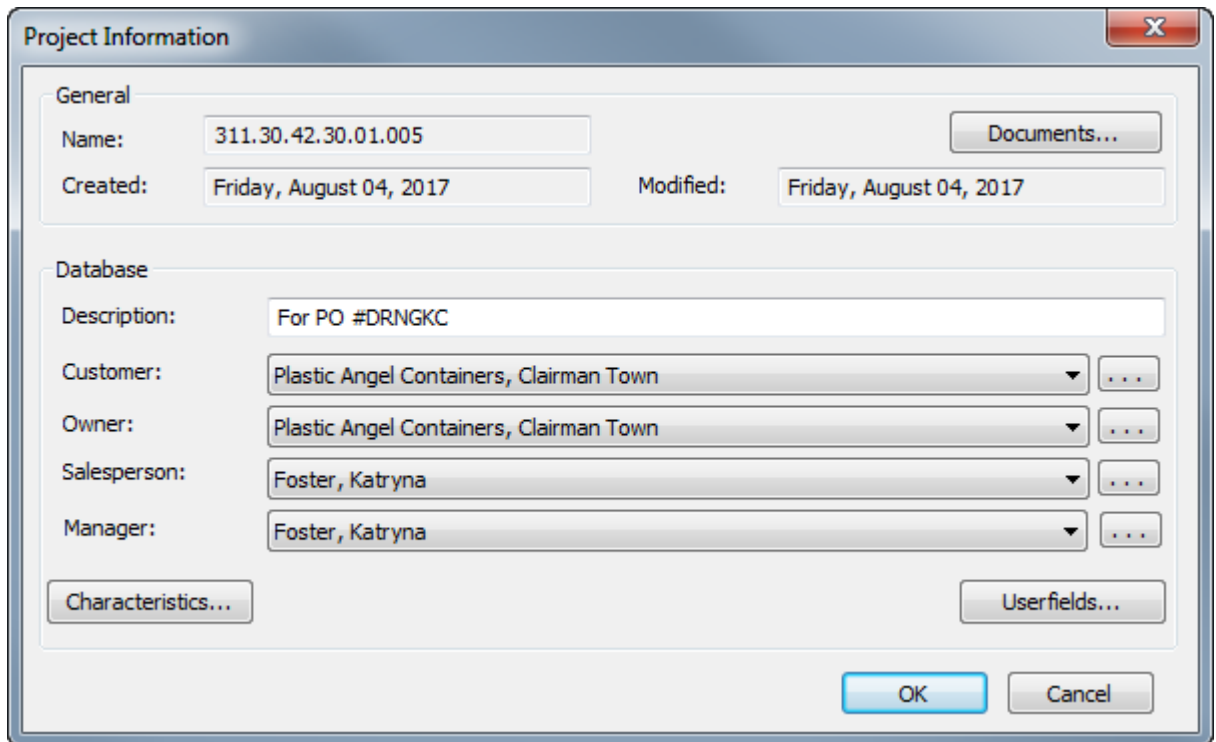 Project Information
General
Name: 311.30.42.30.01.005 Documents...
Created: Friday, August 04, 2017 Modified: Friday, August 04, 2017
Database
Description: For PO #DRNGKC
Customer: Plastic Angel Containers, Clairman Town ...
Owner: Plastic Angel Containers, Clairman Town ...
Salesperson: Foster, Katryna ...
Manager: Foster, Katryna ...
Characteristics... Userfields...
OK Cancel